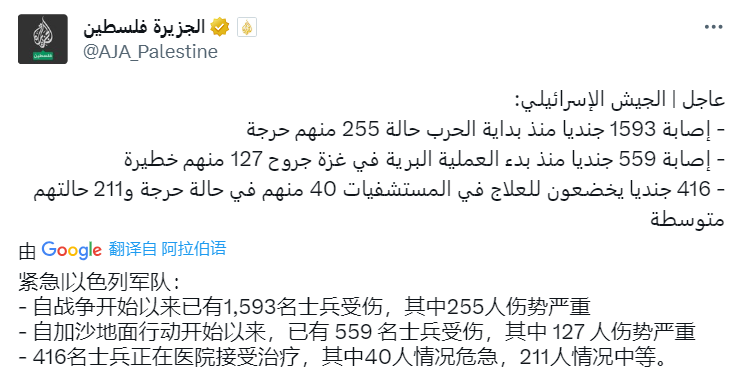 الجزيرة فلسطين
@AJA_Palestine
عاجل | الجيش الإسرائيلي:
- إصابة 1593 جنديا منذ بداية الحرب حالة 255 منهم حرجة
- إصابة 559 جنديا منذ بدء العملية البرية في غزة جروح 127 منهم خطيرة
- 416 جنديا يخضعون للعلاج في المستشفيات 40 منهم في حالة حرجة و211 حالتهم
متوسطة
由 Google 翻译自 阿拉伯语
紧急|以色列军队：
- 自战争开始以来已有1,593名士兵受伤，其中255人伤势严重
- 自加沙地面行动开始以来，已有 559 名士兵受伤，其中 127 人伤势严重
- 416名士兵正在医院接受治疗，其中40人情况危急，211人情况中等。